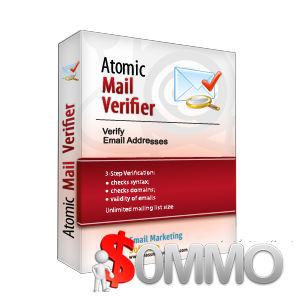 Atomic
Mail
Verifier
Verify
Email Addresses
3-Step Verification:
• checks syntax;
• checks domains;
• validity of emails
Unlimited mailing list size
Email Marketing
Atomic Mail Verifier
$UMMO